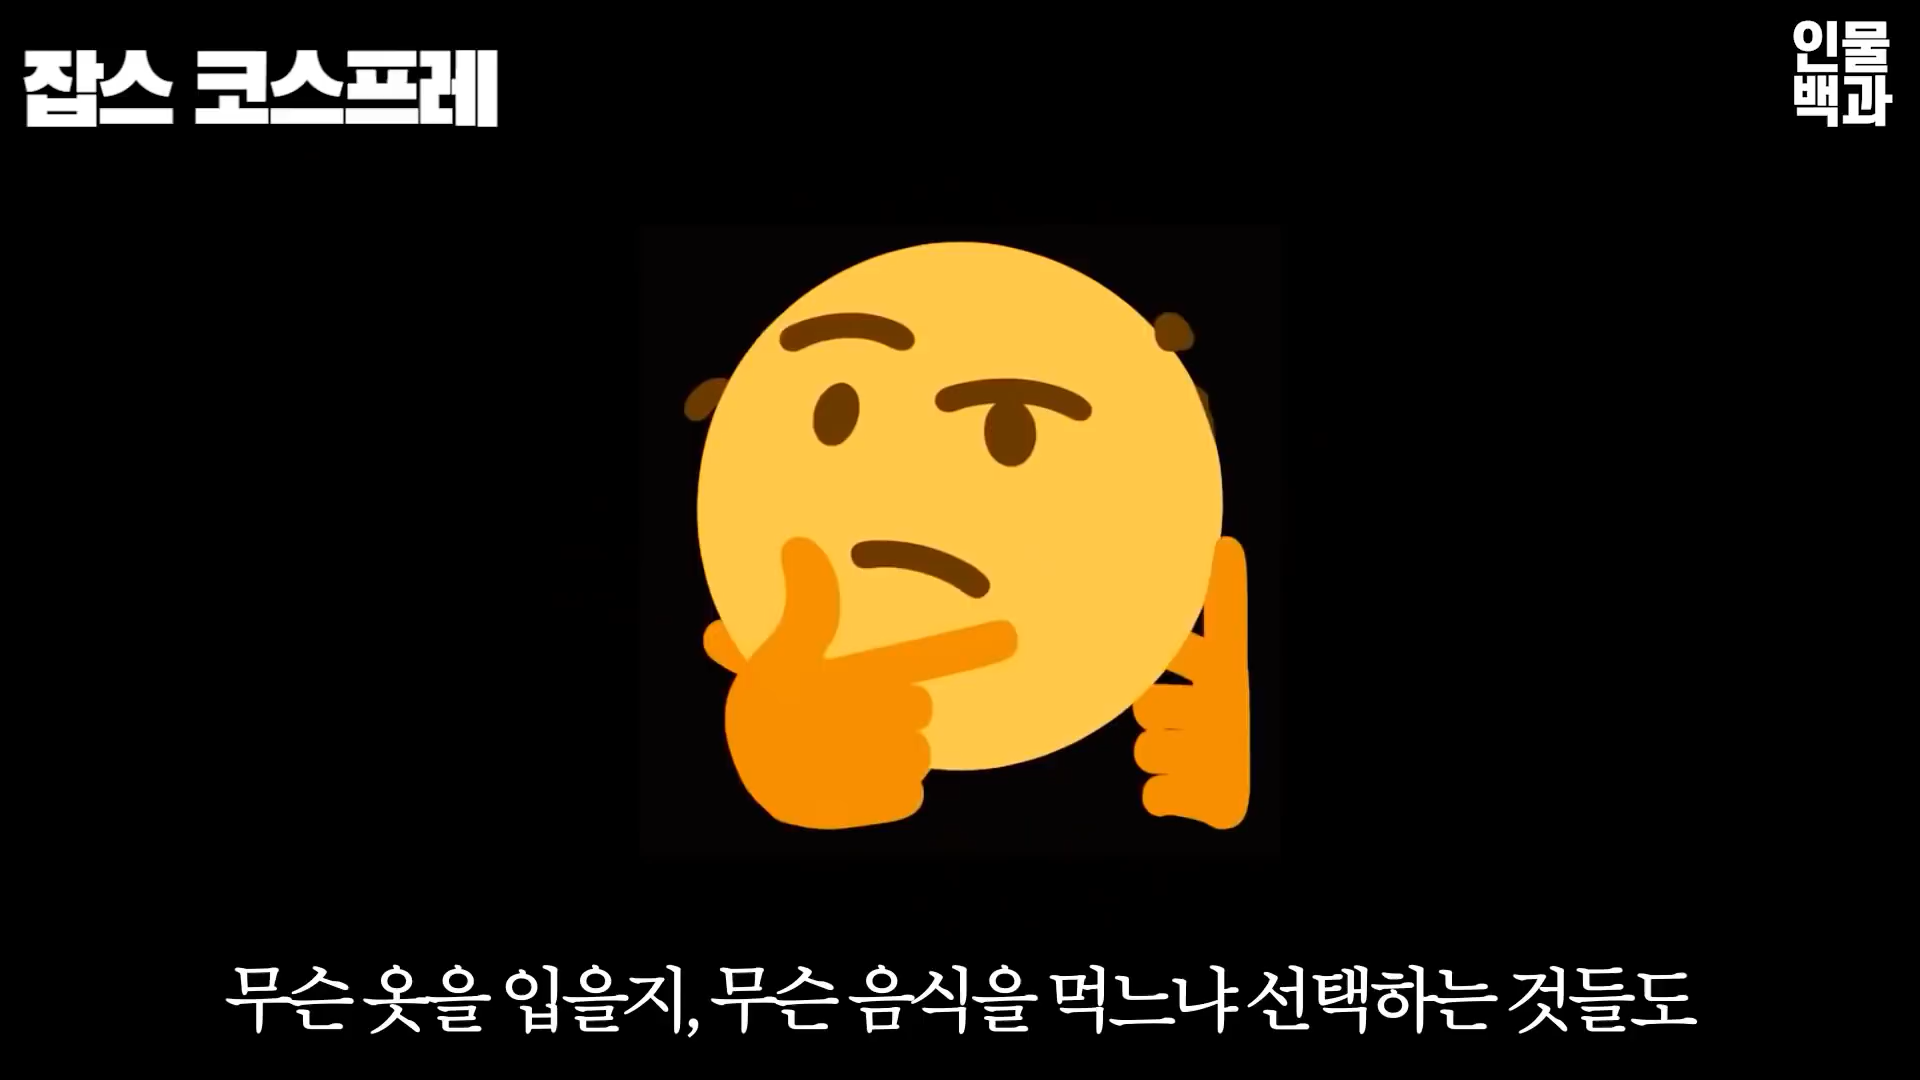 잡스 코스프레
인물
백과
무슨 옷을 입을지, 무슨 음식을 먹느냐 선택하는 것들도